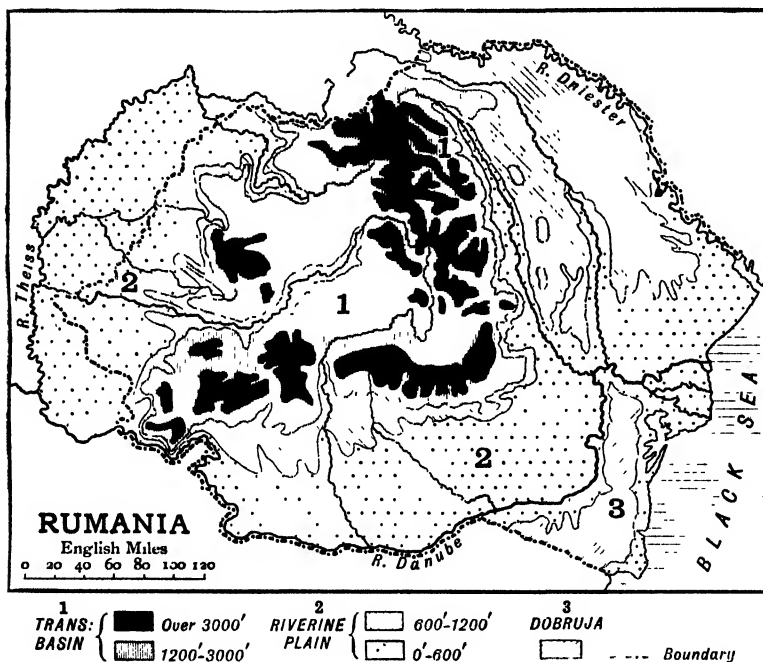 R. Dniester
1
R. Theiss
2
1
2
3
BLACK SEA
RUMANIA
English Miles
0 20 40 60 80 100 120
R. Danube
1 2 3
TRANS: BASIN Over 3000' RIVERINE PLAIN 600'-1200' DOBRUJA
1200'-3000' 0'-600' Boundary